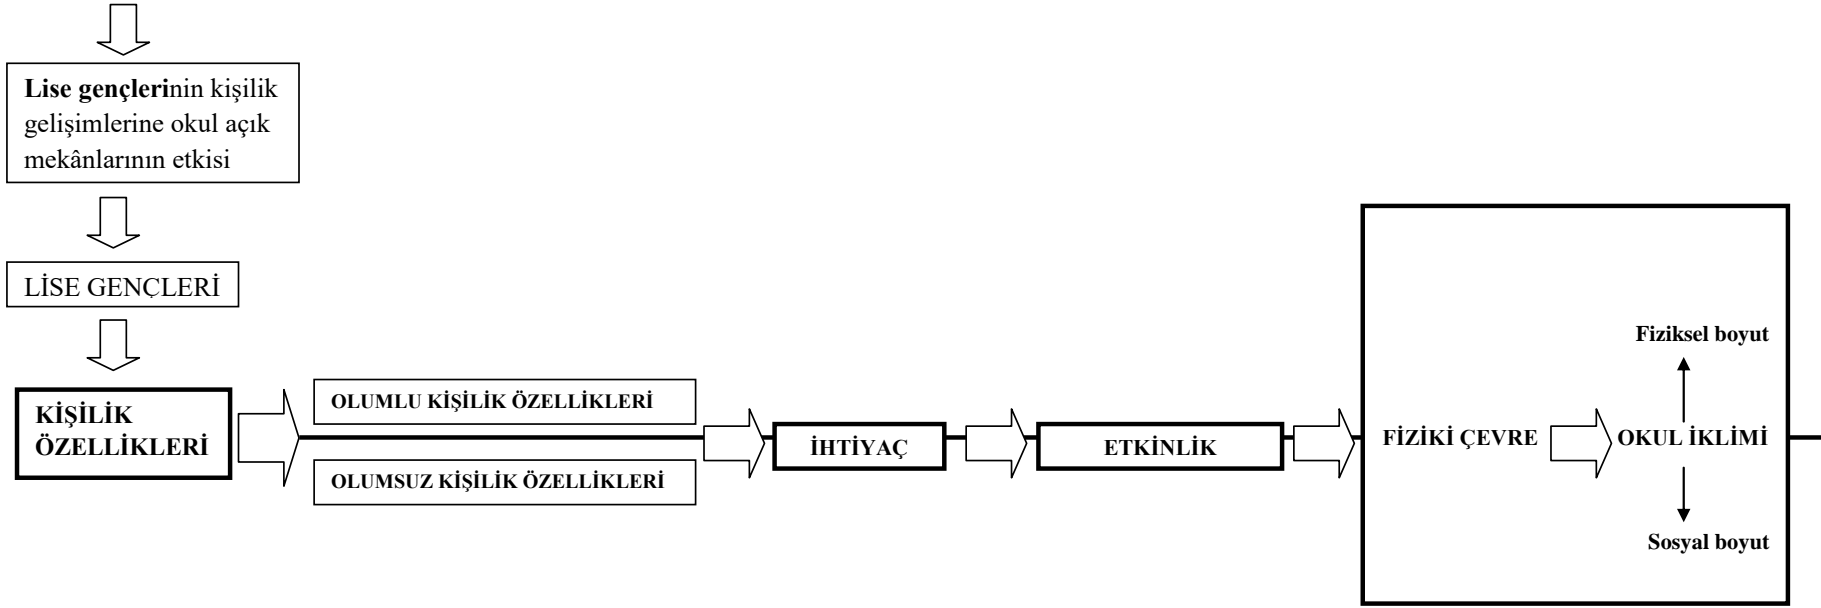 Lise gençlerinin kişilik
gelişimlerine okul açık
mekânlarının etkisi
LİSE GENÇLERİ
KİŞİLİK
ÖZELLİKLERİ
OLUMLU KİŞİLİK ÖZELLİKLERİ
OLUMSUZ KİŞİLİK ÖZELLİKLERİ
İHTİYAÇ
ETKİNLİK
FİZİKİ ÇEVRE
Fiziksel boyut
OKUL İKLİMİ
Sosyal boyut